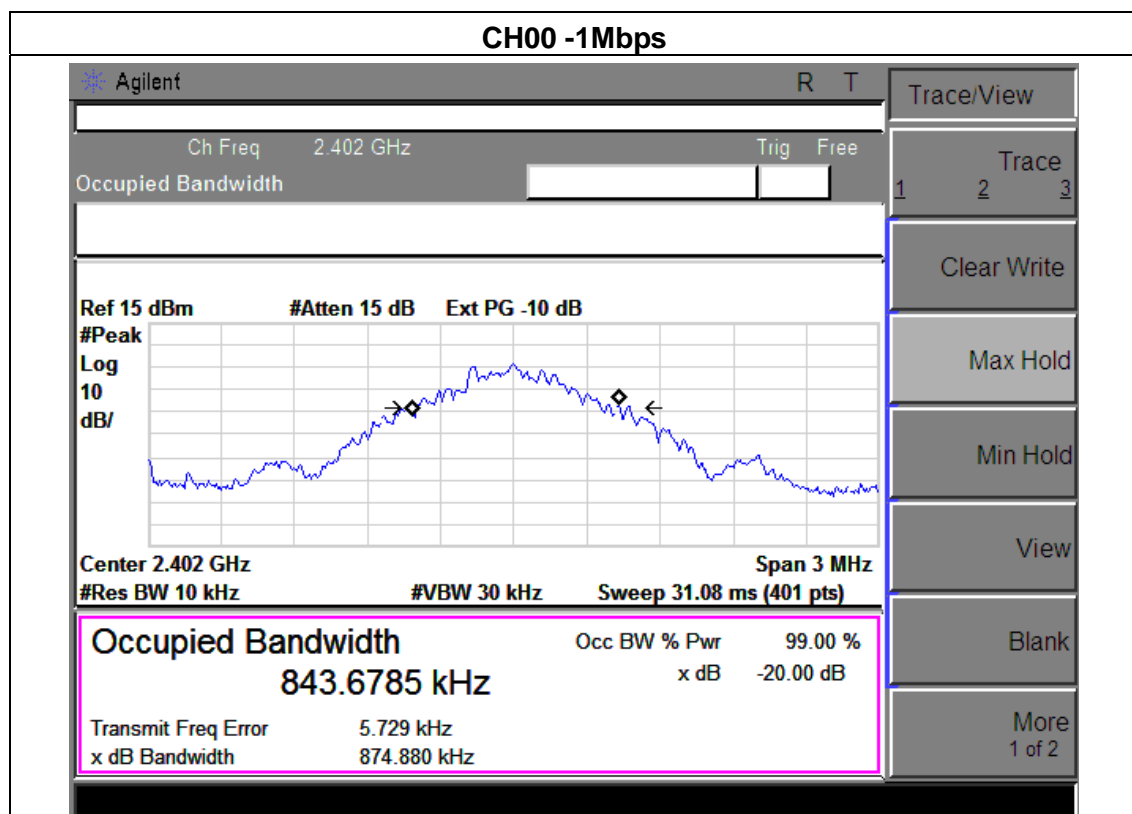 CH00 -1Mbps
Agilent R T
Trace/View
Ch Freq 2.402 GHz Trig Free
Occupied Bandwidth
Trace
1 2 3
Clear Write
Ref 15 dBm #Atten 15 dB Ext PG -10 dB
#Peak
Log
10
dB/
Max Hold
Min Hold
Center 2.402 GHz Span 3 MHz
#Res BW 10 kHz #VBW 30 kHz Sweep 31.08 ms (401 pts)
View
Occupied Bandwidth Occ BW % Pwr 99.00 %
843.6785 kHz x dB -20.00 dB
Blank
Transmit Freq Error 5.729 kHz
x dB Bandwidth 874.880 kHz
More
1 of 2